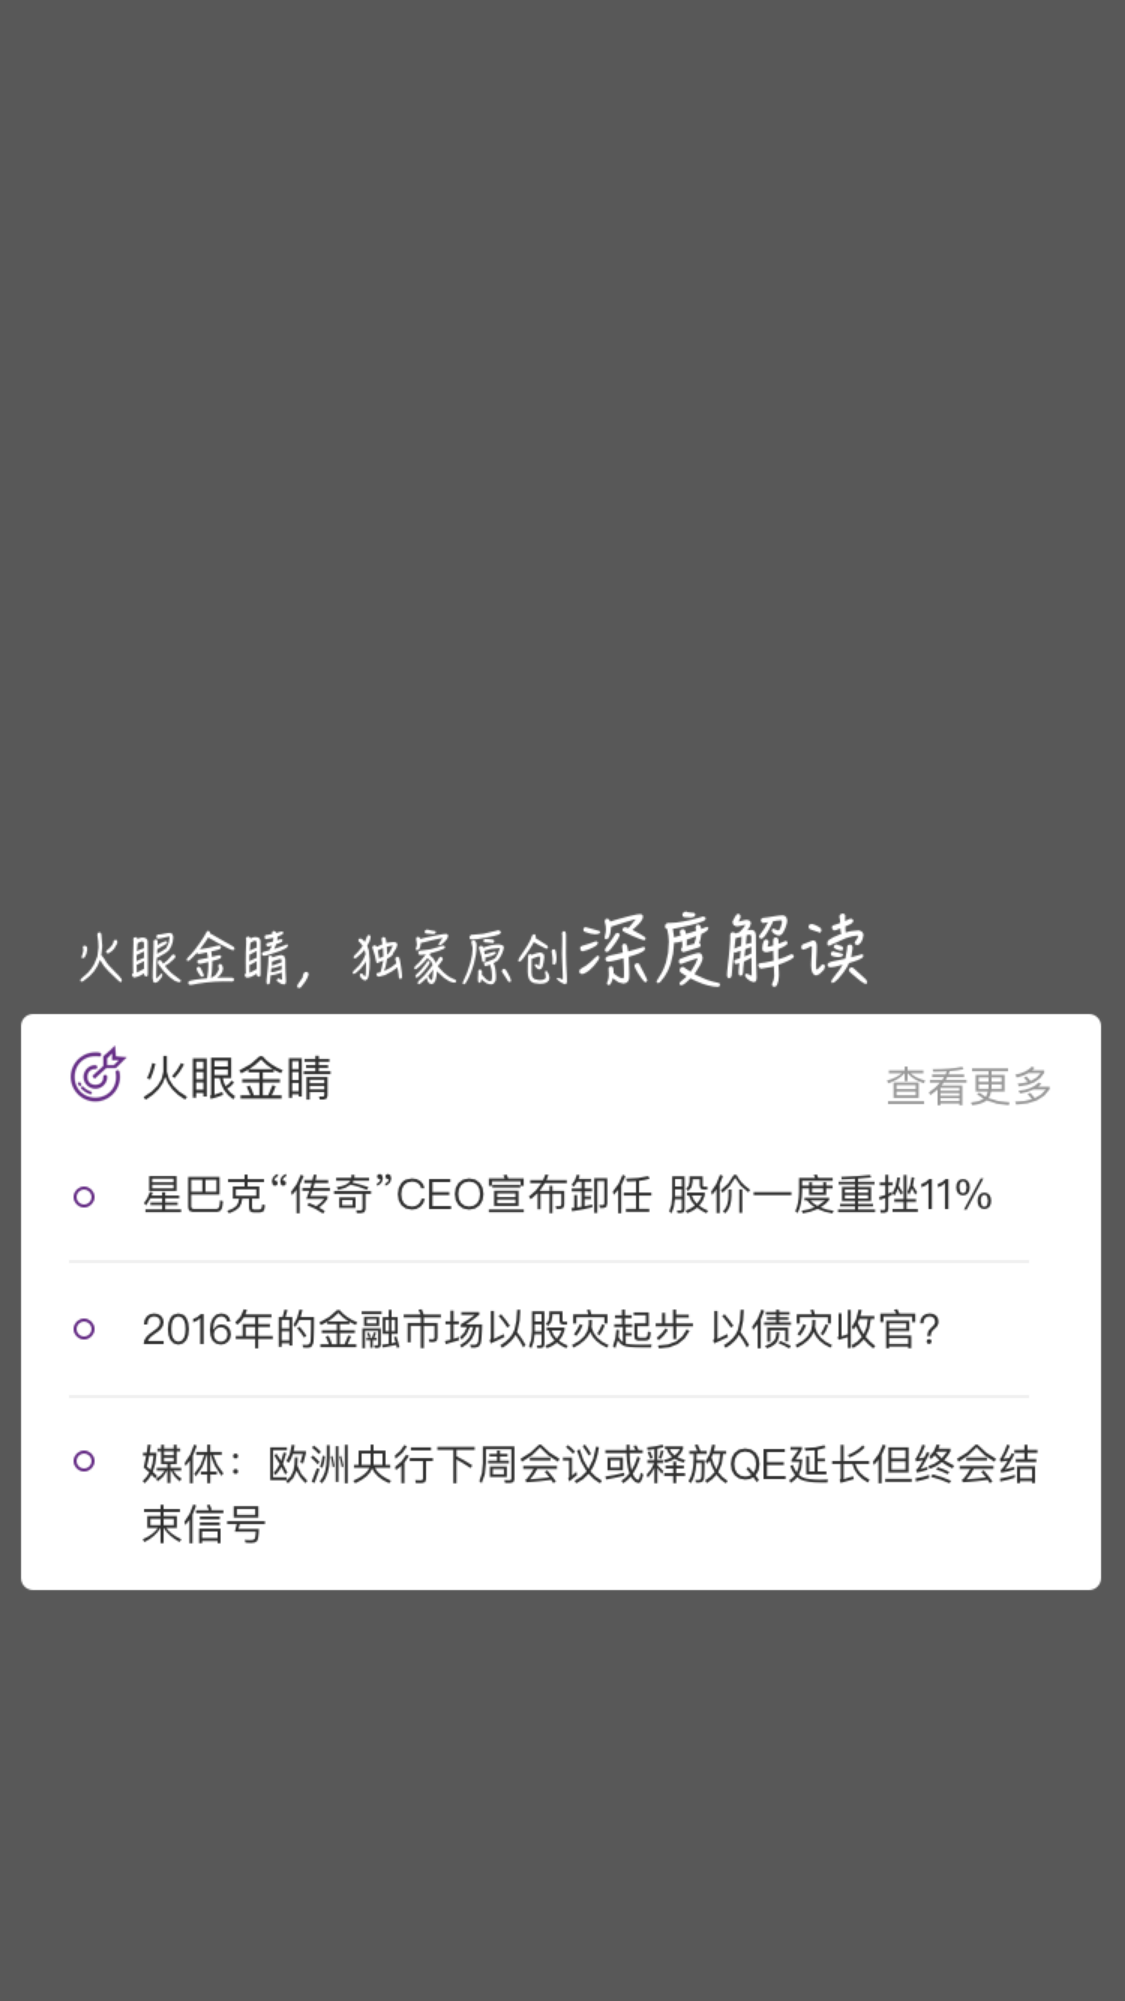 火眼金睛，独家原创深度解读
火眼金睛
查看更多
星巴克“传奇”CEO宣布卸任 股价一度重挫11%
2016年的金融市场以股灾起步 以债灾收官?
媒体：欧洲央行下周会议或释放QE延长但终会结
束信号